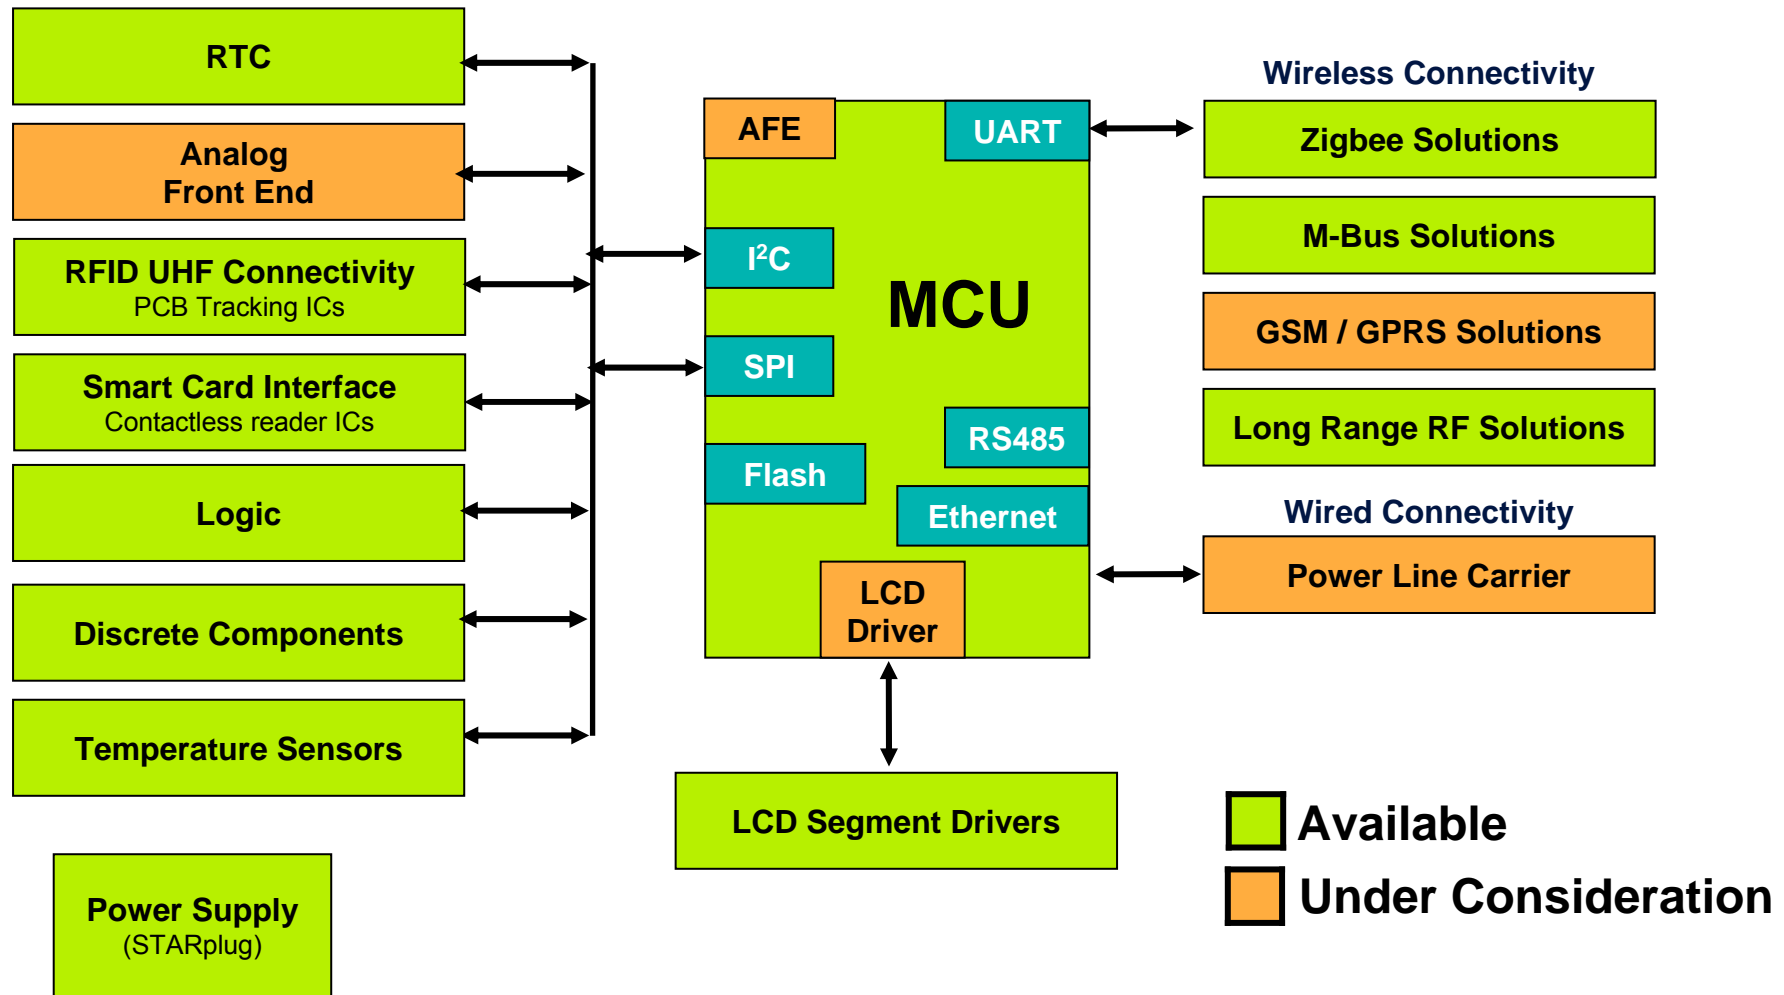 RTC
Analog
Front End
RFID UHF Connectivity
PCB Tracking ICs
Smart Card Interface
Contactless reader ICs
Logic
Discrete Components
Temperature Sensors
Power Supply
(STARplug)
AFE
UART
I²C
MCU
SPI
RS485
Flash
Ethernet
LCD
Driver
LCD Segment Drivers
Wireless Connectivity
Zigbee Solutions
M-Bus Solutions
GSM / GPRS Solutions
Long Range RF Solutions
Wired Connectivity
Power Line Carrier
Available
Under Consideration